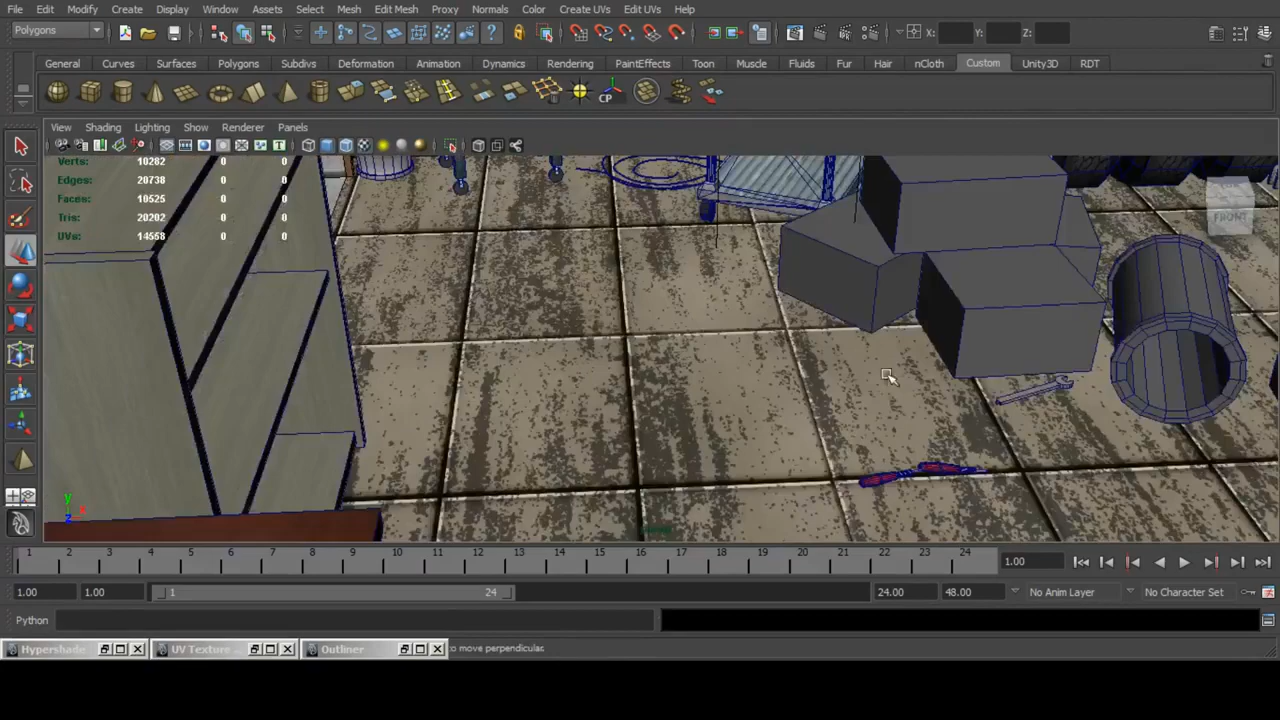 File Edit Modify Create Display Window Assets Select Mesh Edit Mesh Proxy Normals Color Create UVs Edit UVs Help
Polygons X: Y: Z:
General Curves Surfaces Polygons Subdivs Deformation Animation Dynamics Rendering PaintEffects Toon Muscle Fluids Fur Hair nCloth Custom Unity3D RDT
CP
View Shading Lighting Show Renderer Panels
Verts: 10282 0 0
Edges: 20738 0 0
Faces: 10525 0 0
Tris: 20202 0 0
UVs: 14558 0 0
FRONT
y
x
z
1 2 3 4 5 6 7 8 9 10 11 12 13 14 15 16 17 18 19 20 21 22 23 24 1.00
1.00 1.00 1 24 24.00 48.00 No Anim Layer No Character Set
Python
Hypershade UV Texture Outliner to move perpendicular.